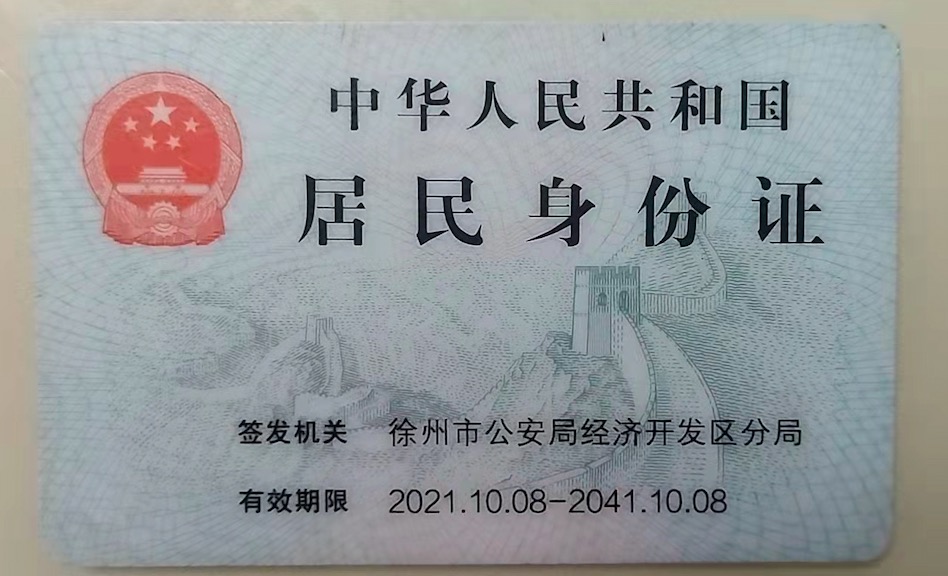 中华人民共和国
居民身份证
签发机关 徐州市公安局经济开发区分局
有效期限 2021.10.08-2041.10.08